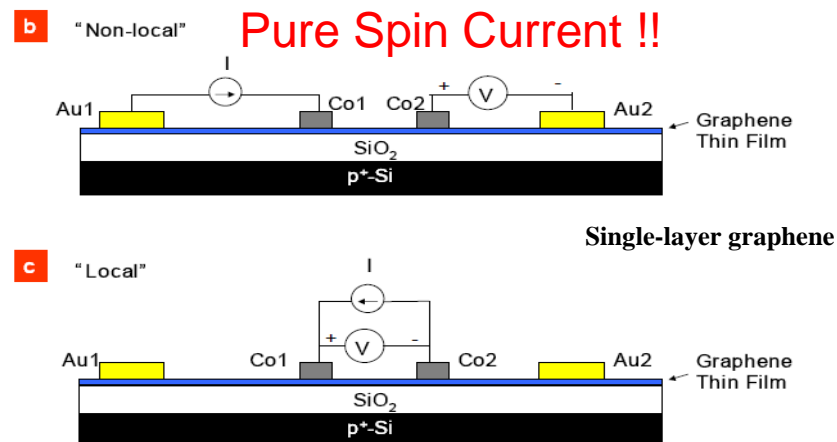 b "Non-local" Pure Spin Current !!
I
Au1 Co1 Co2 + V - Au2
Graphene
Thin Film
SiO₂
p⁺-Si
Single-layer graphene
c "Local"
I
+ V -
Au1 Co1 Co2 Au2
Graphene
Thin Film
SiO₂
p⁺-Si